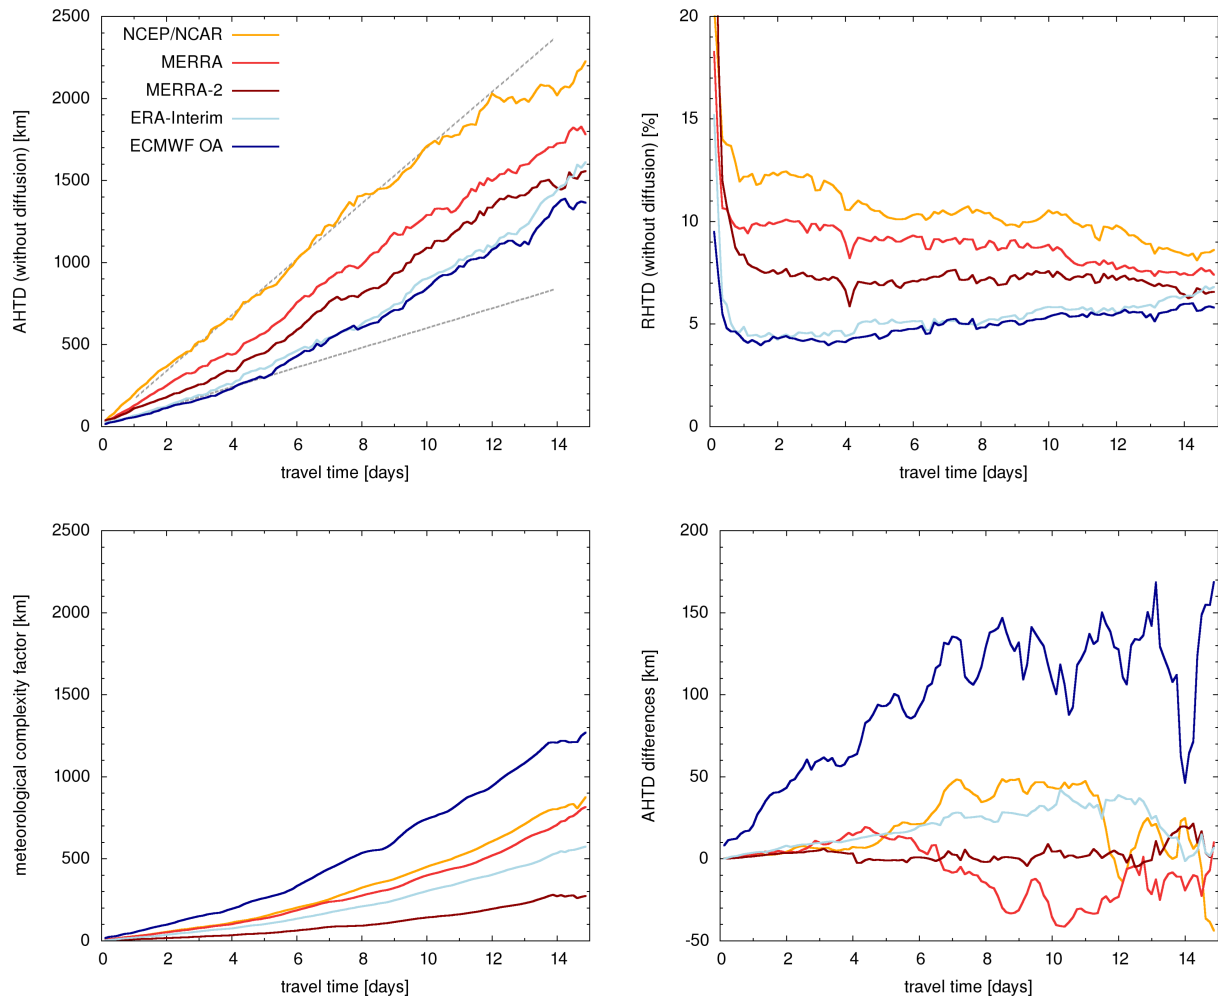 AHTD (without diffusion) [km]
2500
2000
1500
1000
500
0
NCEP/NCAR
MERRA
MERRA-2
ERA-Interim
ECMWF OA
0 2 4 6 8 10 12 14
travel time [days]
RHTD (without diffusion) [%]
20
15
10
5
0
0 2 4 6 8 10 12 14
travel time [days]
meteorological complexity factor [km]
2500
2000
1500
1000
500
0
0 2 4 6 8 10 12 14
travel time [days]
AHTD differences [km]
200
150
100
50
0
-50
0 2 4 6 8 10 12 14
travel time [days]